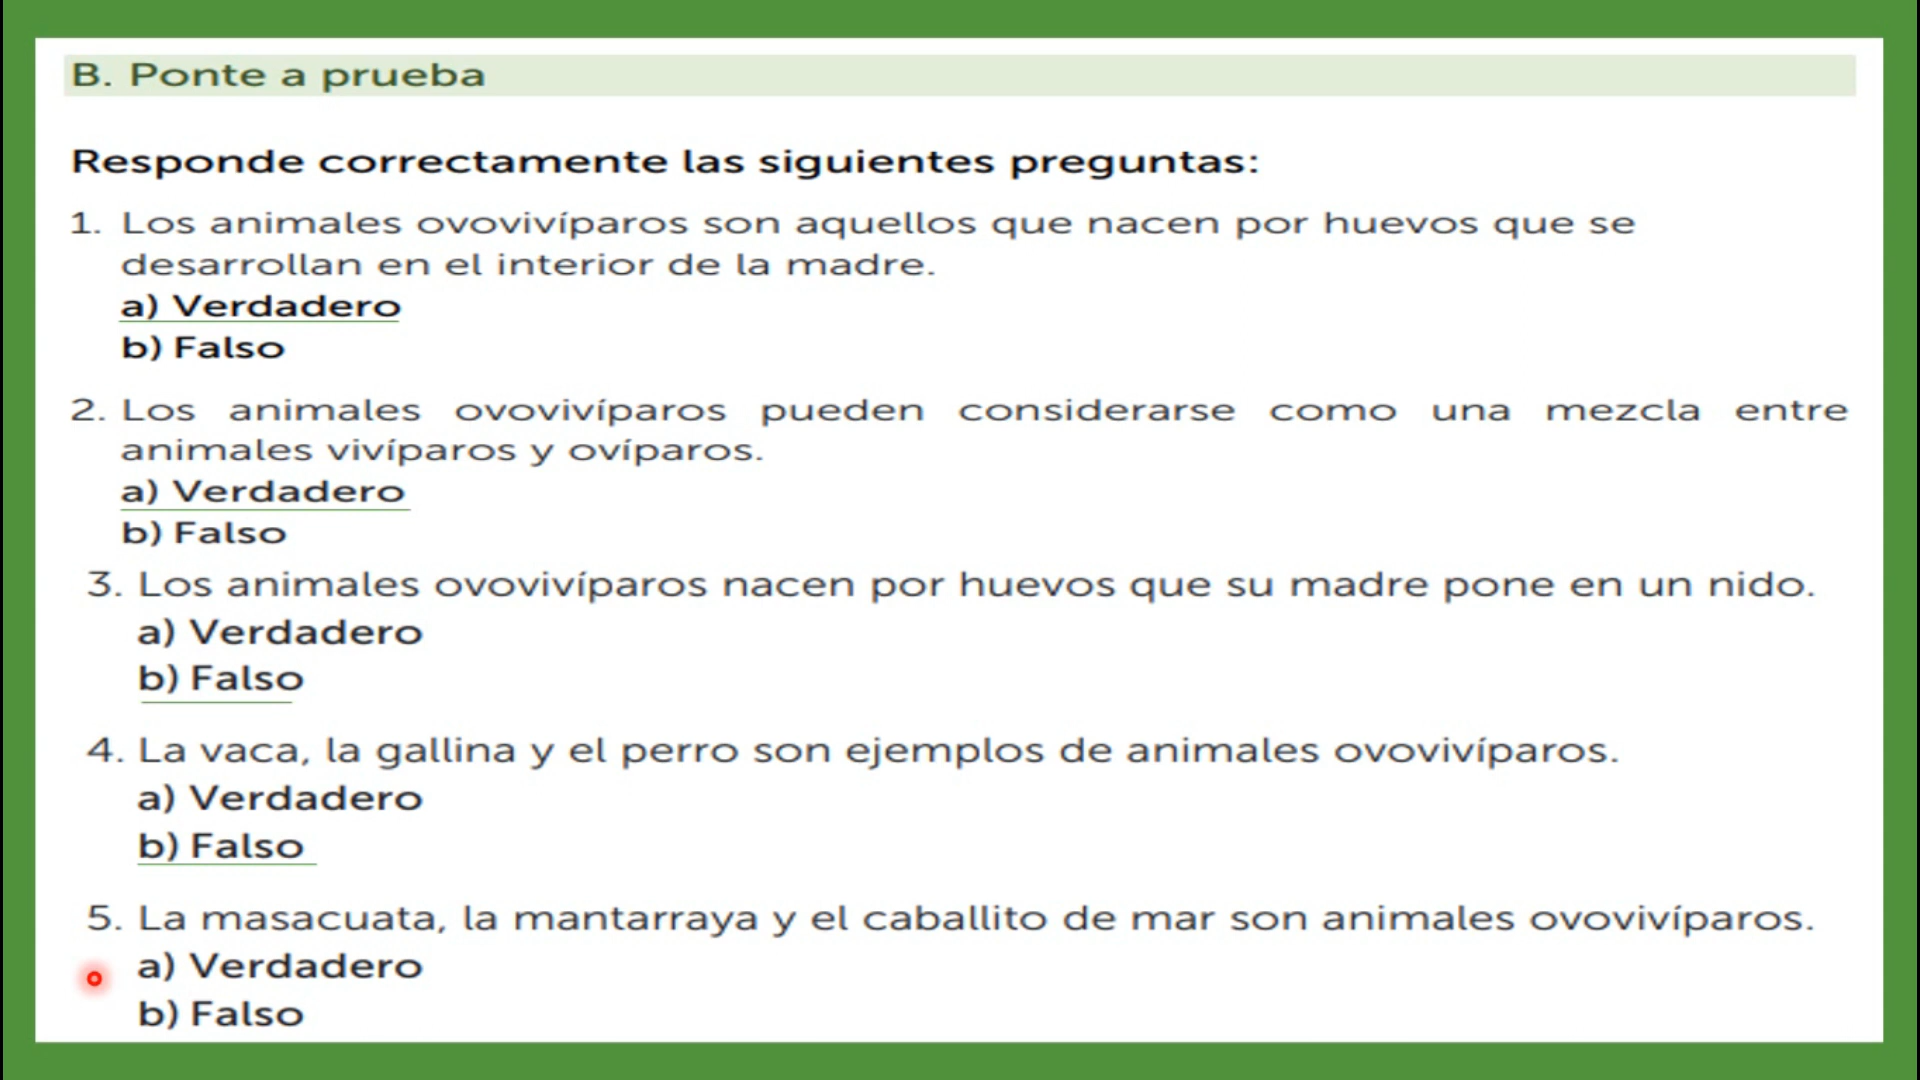 B. Ponte a prueba
Responde correctamente las siguientes preguntas:
1. Los animales ovovivíparos son aquellos que nacen por huevos que se
desarrollan en el interior de la madre.
a) Verdadero
b) Falso
2. Los animales ovovivíparos pueden considerarse como una mezcla entre
animales vivíparos y ovíparos.
a) Verdadero
b) Falso
3. Los animales ovovivíparos nacen por huevos que su madre pone en un nido.
a) Verdadero
b) Falso
4. La vaca, la gallina y el perro son ejemplos de animales ovovivíparos.
a) Verdadero
b) Falso
5. La masacuata, la mantarraya y el caballito de mar son animales ovovivíparos.
a) Verdadero
b) Falso